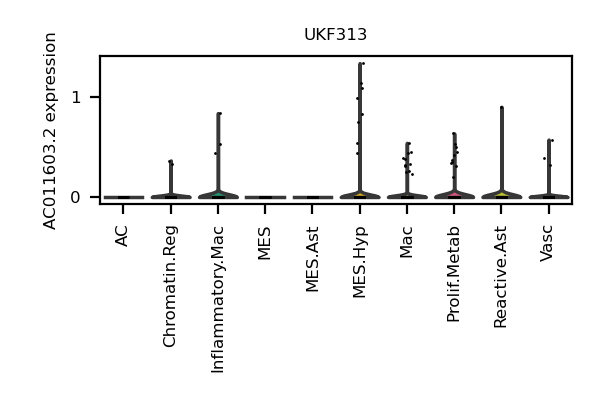 UKF313
AC011603.2 expression
1
0
AC
Chromatin.Reg
Inflammatory.Mac
MES
MES.Ast
MES.Hyp
Mac
Prolif.Metab
Reactive.Ast
Vasc